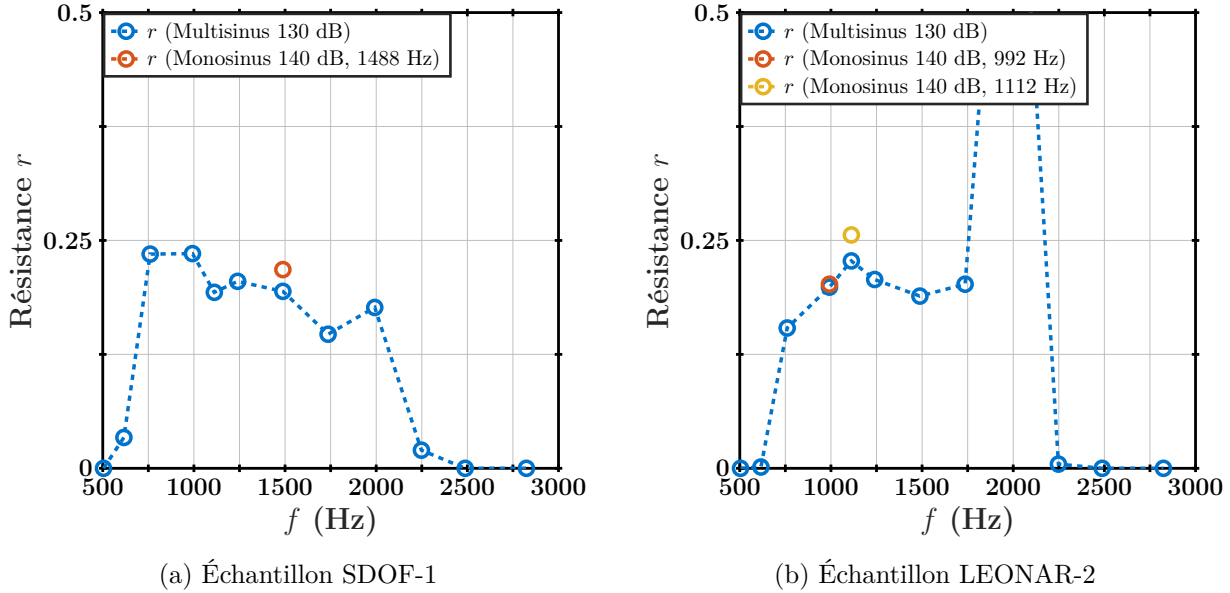 0.5
r (Multisinus 130 dB)
r (Monosinus 140 dB, 1488 Hz)
0.25
0
Résistance r
500 1000 1500 2000 2500 3000
f (Hz)
(a) Échantillon SDOF-1
0.5
r (Multisinus 130 dB)
r (Monosinus 140 dB, 992 Hz)
r (Monosinus 140 dB, 1112 Hz)
0.25
0
Résistance r
500 1000 1500 2000 2500 3000
f (Hz)
(b) Échantillon LEONAR-2